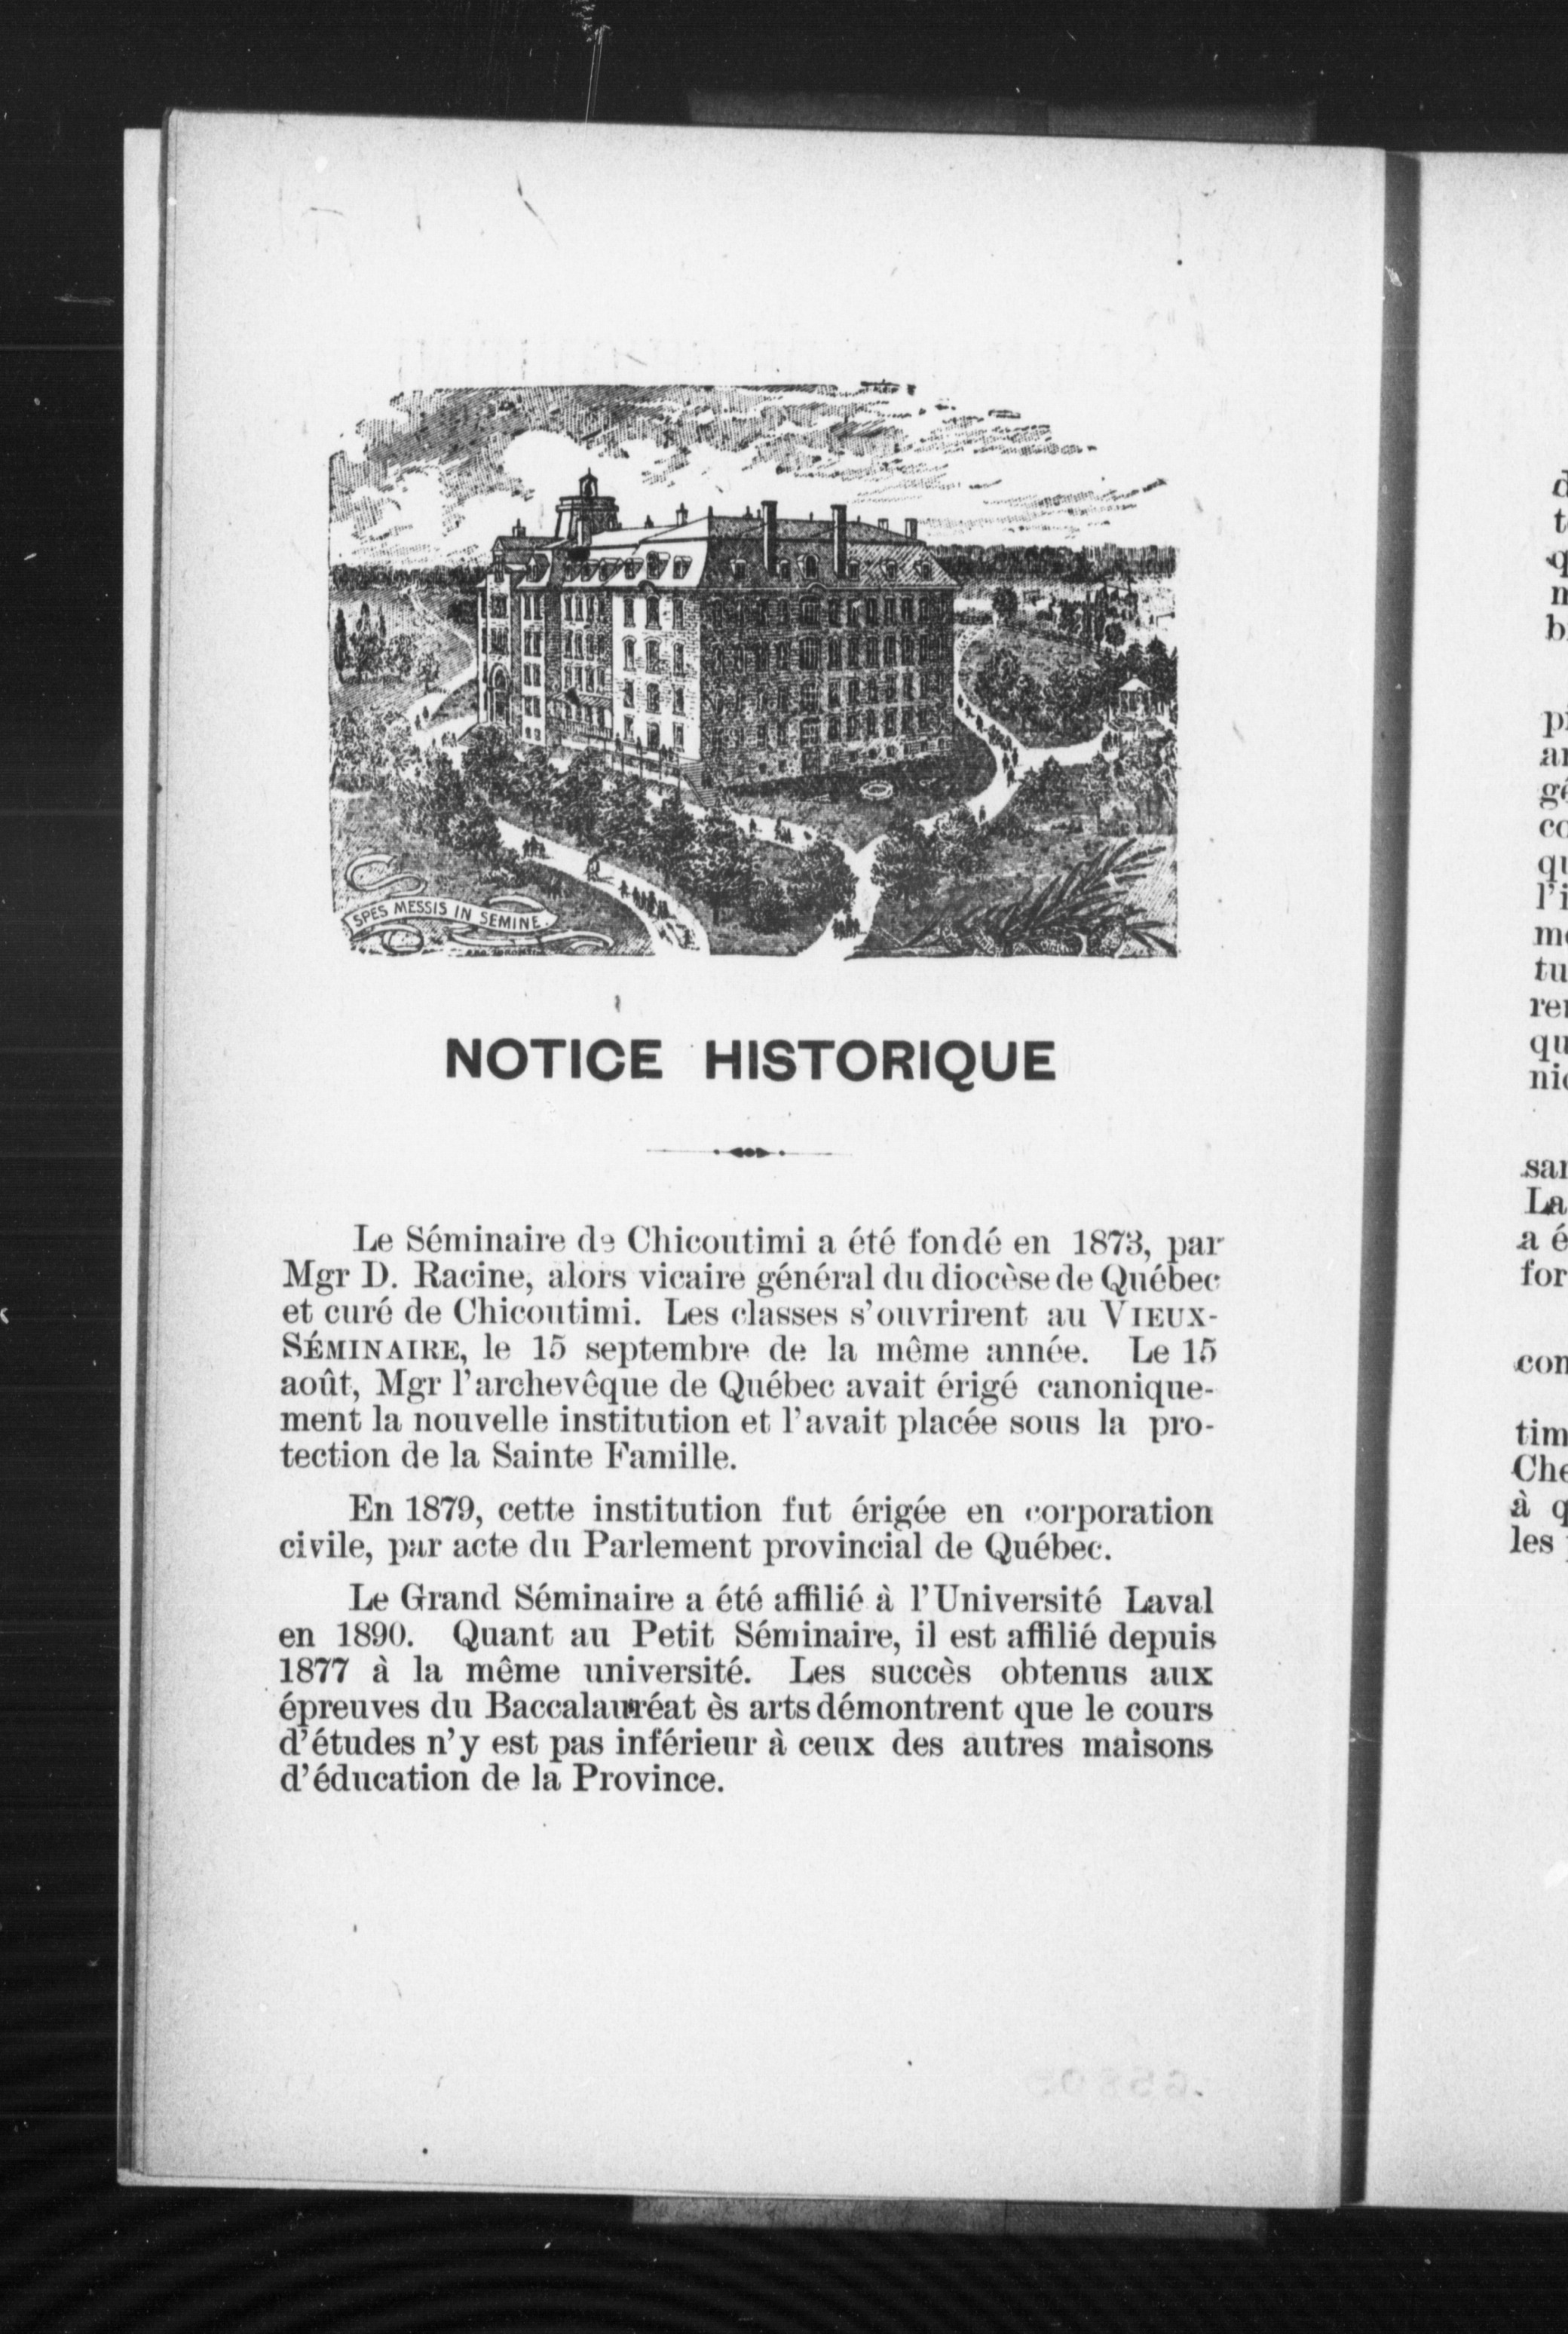 SPES MESSIS IN SEMINE.
NOTICE HISTORIQUE
Le Séminaire de Chicoutimi a été fondé en 1873, par
Mgr D. Racine, alors vicaire général du diocèse de Québec
et curé de Chicoutimi. Les classes s'ouvrirent au VIEUX-
SÉMINAIRE, le 15 septembre de la même année. Le 15
août, Mgr l'archevêque de Québec avait érigé canonique-
ment la nouvelle institution et l'avait placée sous la pro-
tection de la Sainte Famille.
En 1879, cette institution fut érigée en corporation
civile, par acte du Parlement provincial de Québec.
Le Grand Séminaire a été affilié à l'Université Laval
en 1890. Quant au Petit Séminaire, il est affilié depuis
1877 à la même université. Les succès obtenus aux
épreuves du Baccalauréat ès arts démontrent que le cours
d'études n'y est pas inférieur à ceux des autres maisons
d'éducation de la Province.
La
a é
for
tim
Che
à q
les